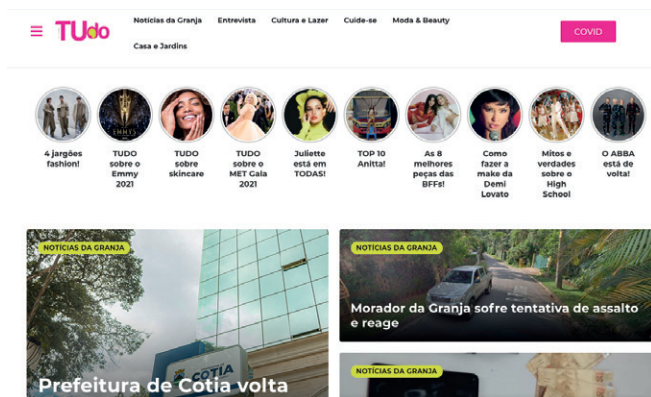 TUdo
Notícias da Granja
Entrevista
Cultura e Lazer
Cuide-se
Moda & Beauty
Casa e Jardins
COVID
EMMYS
4 jargões
fashion!
TUDO
sobre o
Emmy
2021
TUDO
sobre
skincare
TUDO
sobre o
MET Gala
2021
Juliette
está em
TODAS!
TOP 10
Anitta!
As 8
melhores
peças das
BFFs!
Como
fazer a
make da
Demi
Lovato
Mitos e
verdades
sobre o
High
School
O ABBA
está de
volta!
NOTÍCIAS DA GRANJA
COTIA
Prefeitura de Cotia volta
NOTÍCIAS DA GRANJA
Morador da Granja sofre tentativa de assalto
e reage
NOTÍCIAS DA GRANJA